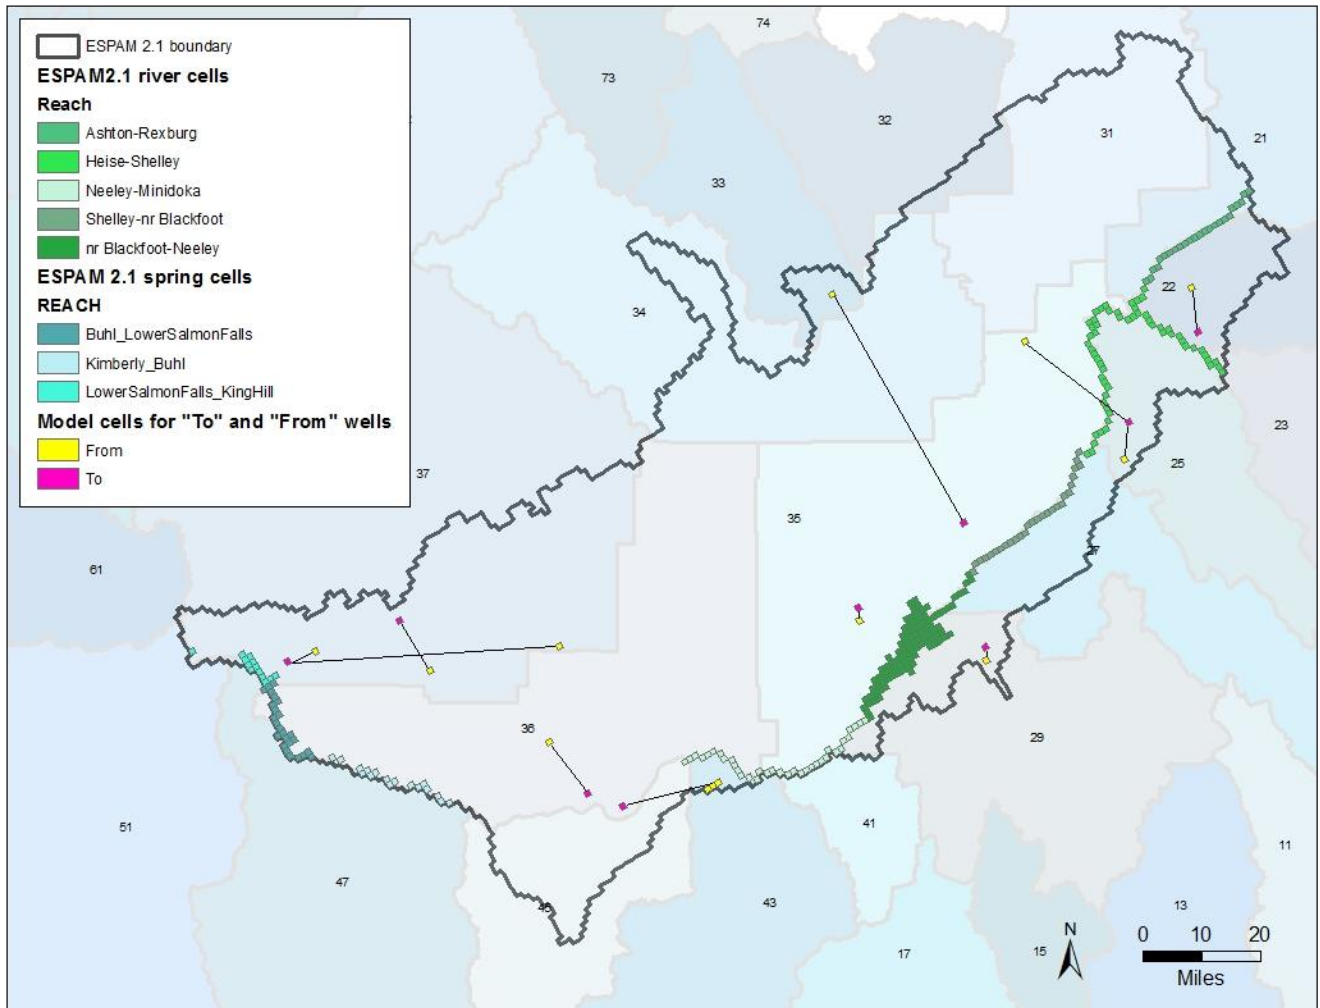 ESPAM 2.1 boundary
ESPAM2.1 river cells
Reach
Ashton-Rexburg
Heise-Shelley
Neeley-Minidoka
Shelley-nr Blackfoot
nr Blackfoot-Neeley
ESPAM 2.1 spring cells
REACH
Buhl_LowerSalmonFalls
Kimberly_Buhl
LowerSalmonFalls_KingHill
Model cells for "To" and "From" wells
From
To
74
73
32
31
21
33
22
34
23
37
25
35
27
61
36
29
51
41
11
47
45
43
13
17
15
N
0 10 20
Miles